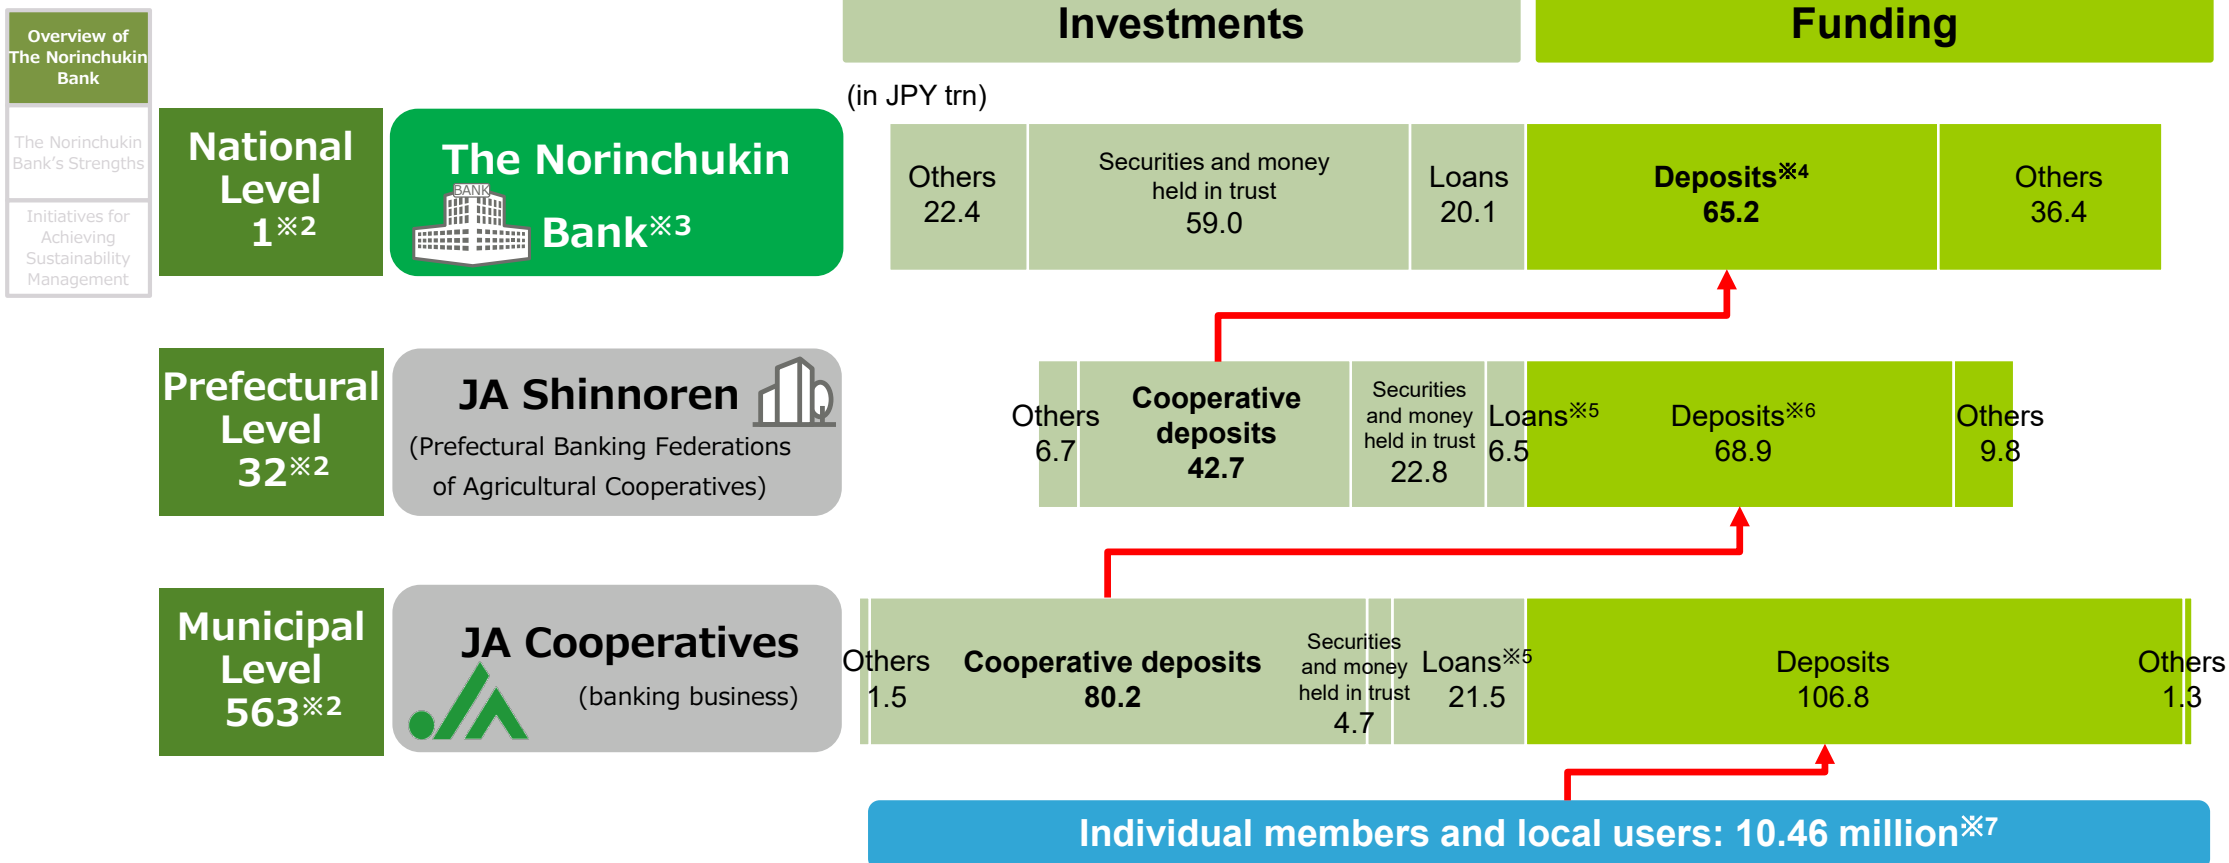 Overview of
The Norinchukin
Bank
The Norinchukin
Bank's Strengths
Initiatives for
Achieving
Sustainability
Management
Investments
Funding
(in JPY trn)
National
Level
1※2
The Norinchukin
BANK
Bank※3
Others
22.4
Securities and money
held in trust
59.0
Loans
20.1
Deposits※4
65.2
Others
36.4
Prefectural
Level
32※2
JA Shinnoren
(Prefectural Banking Federations
of Agricultural Cooperatives)
Others
6.7
Cooperative
deposits
42.7
Securities
and money
held in trust
22.8
Loans※5
6.5
Deposits※6
68.9
Others
9.8
Municipal
Level
563※2
JA Cooperatives
(banking business)
Others
1.5
Cooperative deposits
80.2
Securities
and money
held in trust
4.7
Loans※5
21.5
Deposits
106.8
Others
1.3
Individual members and local users: 10.46 million※7